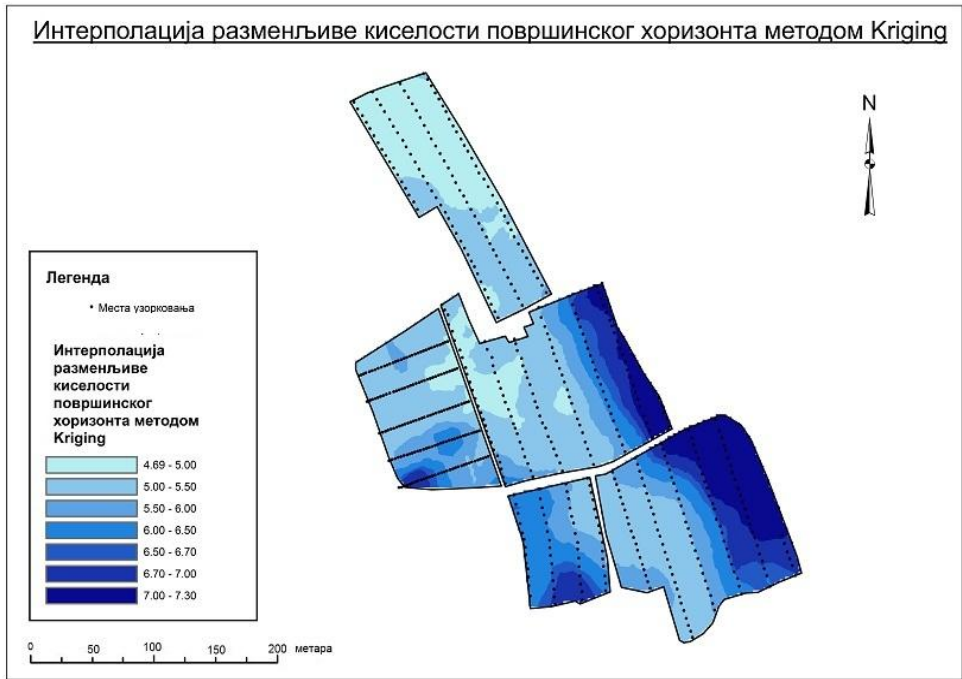 Интерполација разменљиве киселости површинског хоризонта методом Kriging
N
Легенда
Места узорковања
Интерполација
разменљиве
киселости
површинског
хоризонта методом
Kriging
4.69 - 5.00
5.00 - 5.50
5.50 - 6.00
6.00 - 6.50
6.50 - 6.70
6.70 - 7.00
7.00 - 7.30
0 50 100 150 200 метара